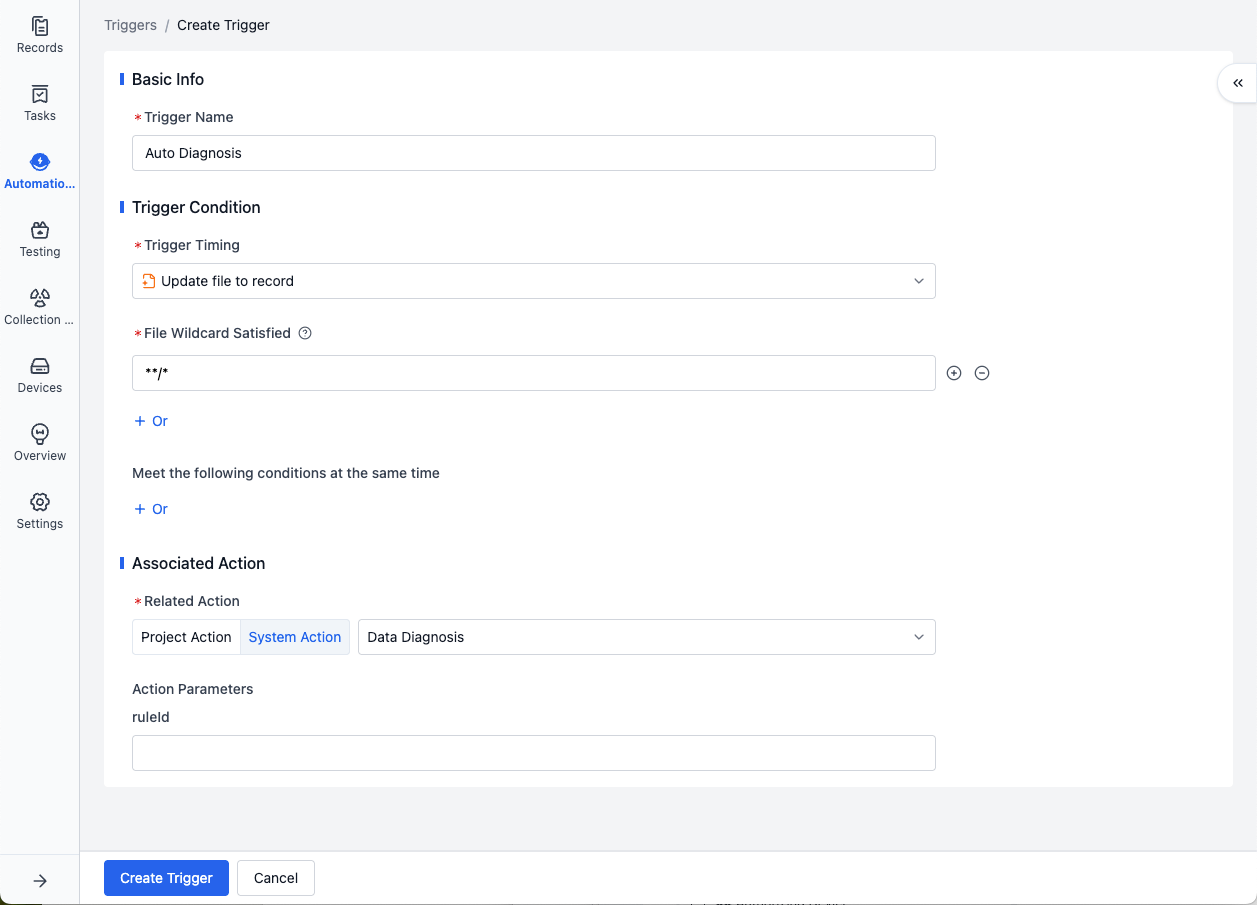 Records
Tasks
Automatio...
Testing
Collection ...
Devices
Overview
Settings
Triggers / Create Trigger
Basic Info
* Trigger Name
Auto Diagnosis
Trigger Condition
* Trigger Timing
Update file to record
* File Wildcard Satisfied
**/*
+ Or
Meet the following conditions at the same time
+ Or
Associated Action
* Related Action
Project Action System Action Data Diagnosis
Action Parameters
ruleId
Create Trigger Cancel